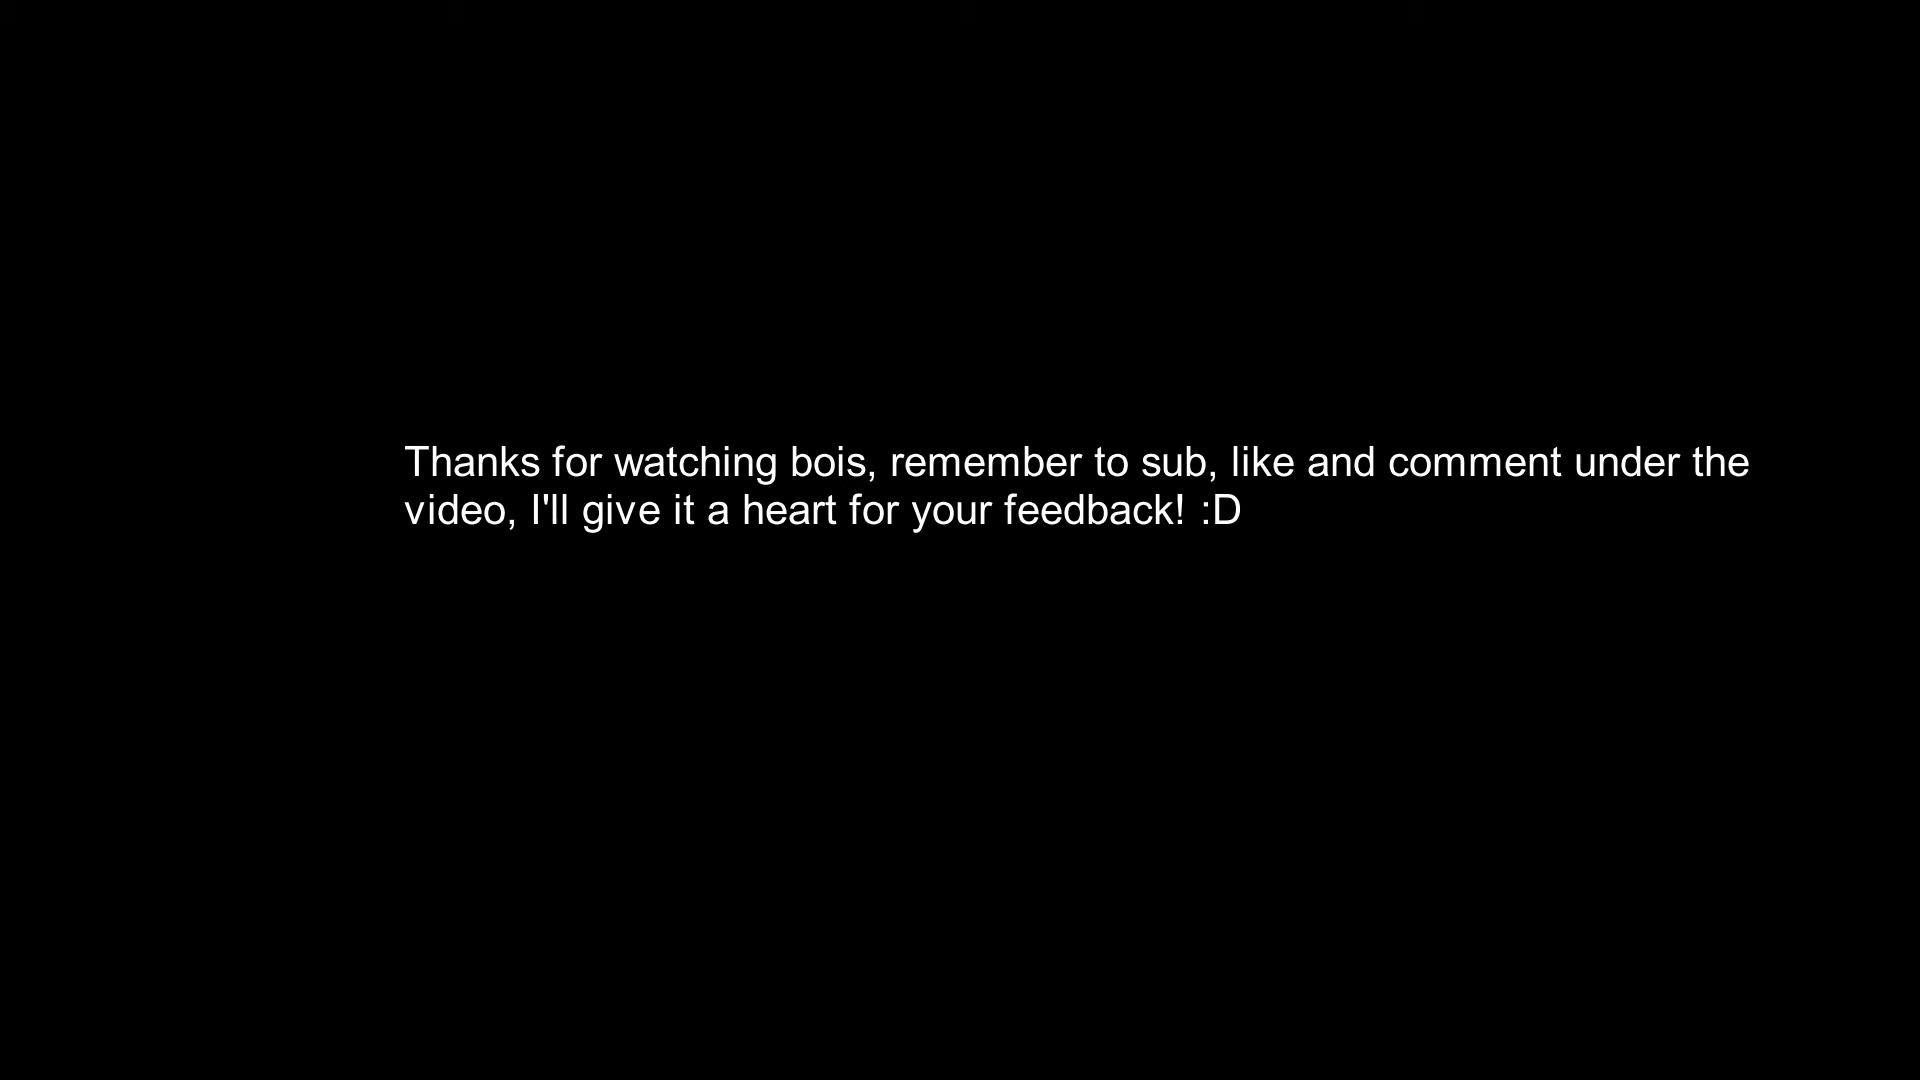 Thanks for watching bois, remember to sub, like and comment under the
video, I'll give it a heart for your feedback! :D